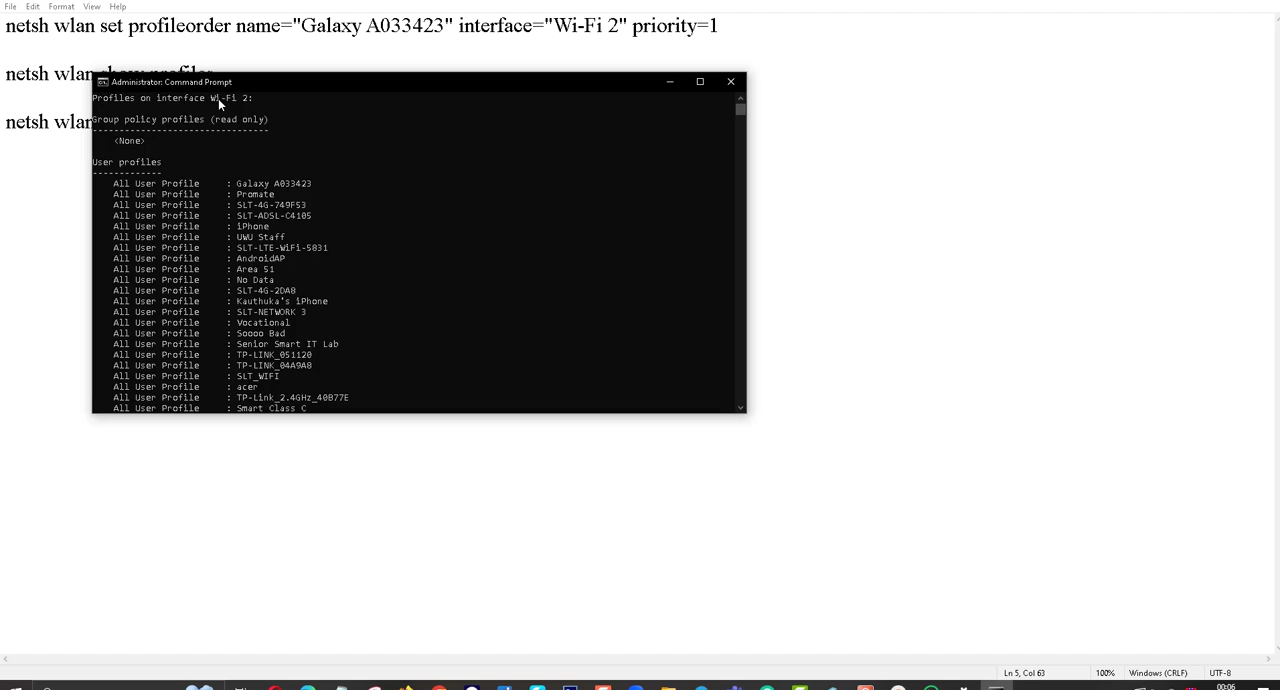 File Edit Format View Help
netsh wlan set profileorder name="Galaxy A033423" interface="Wi-Fi 2" priority=1
netsh wlan show profiles
netsh wlan
Administrator: Command Prompt
Profiles on interface Wi-Fi 2:
Group policy profiles (read only)
---------------------------------
<None>
User profiles
-------------
All User Profile : Galaxy A033423
All User Profile : Promate
All User Profile : SLT-4G-749F53
All User Profile : SLT-ADSL-C4105
All User Profile : iPhone
All User Profile : UWU Staff
All User Profile : SLT-LTE-WiFi-5831
All User Profile : AndroidAP
All User Profile : Area 51
All User Profile : No Data
All User Profile : SLT-4G-2DA8
All User Profile : Kauthuka's iPhone
All User Profile : SLT-NETWORK 3
All User Profile : Vocational
All User Profile : Soooo Bad
All User Profile : Senior Smart IT Lab
All User Profile : TP-LINK_051120
All User Profile : TP-LINK_04A9A8
All User Profile : SLT_WIFI
All User Profile : acer
All User Profile : TP-Link_2.4GHz_40B77E
All User Profile : Smart Class C
Ln 5, Col 63 100% Windows (CRLF) UTF-8
00:06